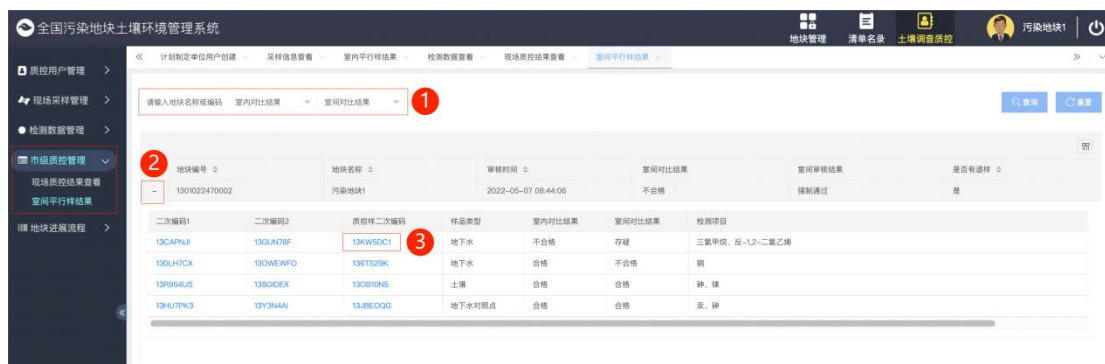 全国污染地块土壤环境管理系统
地块管理 清单名录 土壤调查质控 污染地块1
计划制定单位用户创建 采样信息查看 室内平行样结果 检测数据查看 现场质控结果查看 室间平行样结果
质控用户管理
现场采样管理
检测数据管理
市级质控管理
现场质控结果查看
室间平行样结果
地块进展流程
请输入地块名称或编码 室内对比结果 室间对比结果 1 查询 重置
2 地块编号 地块名称 审核时间 室间对比结果 室间审核结果 是否有退样
1301022470002 污染地块1 2022-05-07 08:44:06 不合格 强制通过 是
二次编码1 二次编码2 质控样二次编码 样品类型 室内对比结果 室间对比结果 检测项目
13CAPNJI 13GUN7BF 13KW5DC1 3 地下水 不合格 存疑 三氯甲烷、反-1,2-二氯乙烯
130LH7CX 13OWEWFO 136TS29K 地下水 合格 不合格 铜
13R954US 138GIDEX 13OB10N5 土壤 合格 合格 砷、镍
13HU7PK3 13Y3N4AI 13JBEOQG 地下水对照点 合格 合格 汞、砷